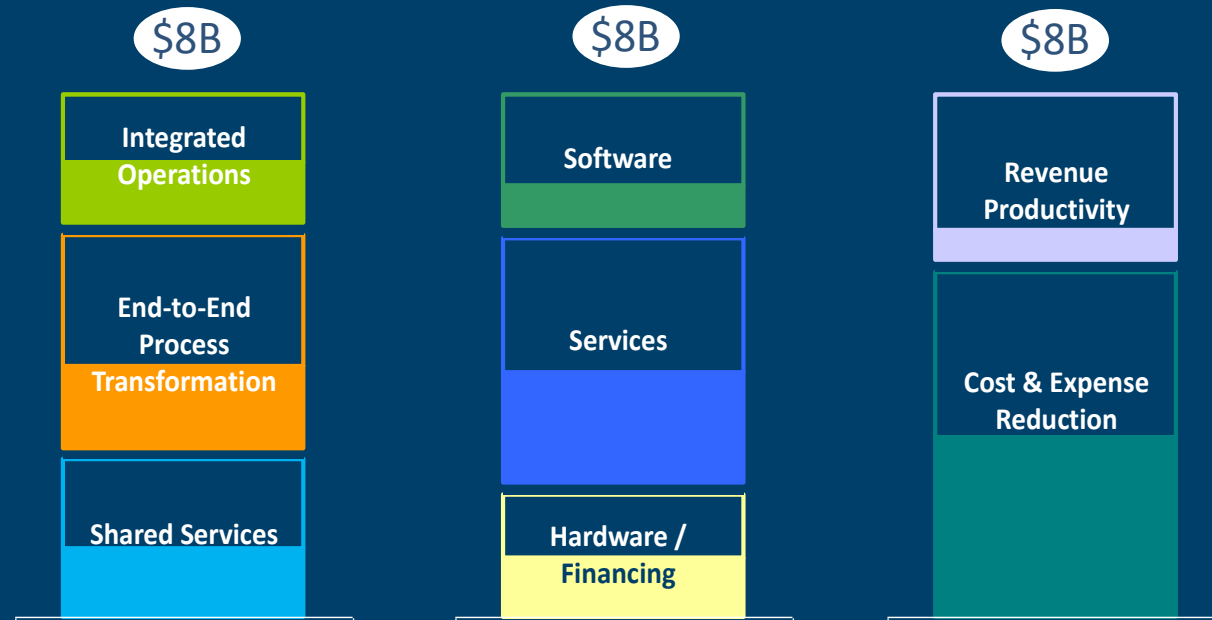 $8B
Integrated
Operations
End-to-End
Process
Transformation
Shared Services
$8B
Software
Services
Hardware /
Financing
$8B
Revenue
Productivity
Cost & Expense
Reduction